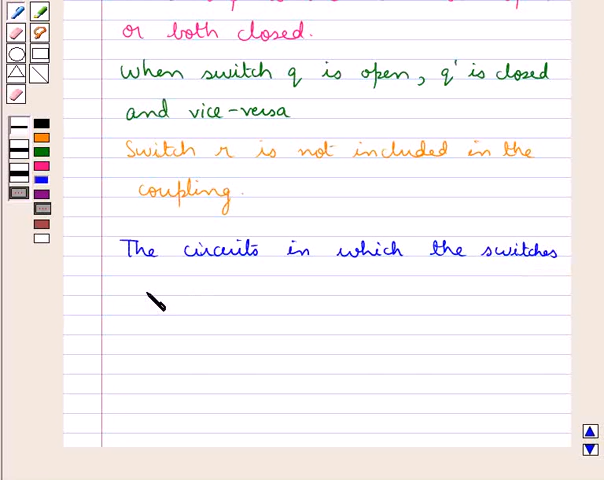 or both closed.
When switch q is open, q' is closed
and vice-versa
Switch r is not included in the
coupling.
The circuits in which the switches